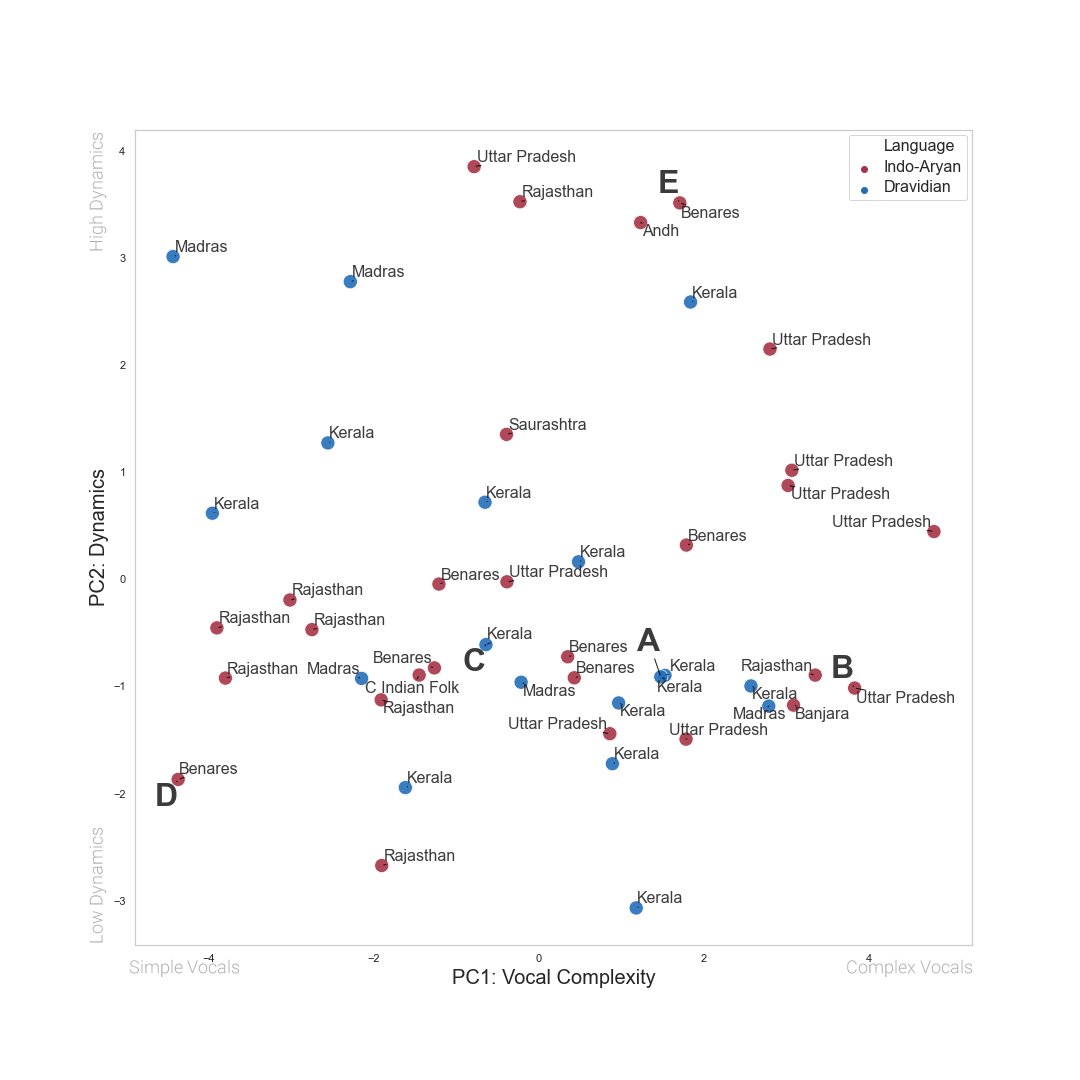 High Dynamics
4
Uttar Pradesh
Language
Indo-Aryan
Dravidian
Rajasthan
E
Benares
Andh
Madras
3
Madras
Kerala
Uttar Pradesh
2
Saurashtra
Kerala
1
Uttar Pradesh
Uttar Pradesh
Kerala
Kerala
Uttar Pradesh
Benares
PC2: Dynamics
0
Kerala
Benares
Uttar Pradesh
Rajasthan
Rajasthan
Rajasthan
Kerala
A
C
Benares
Benares
Benares
Rajasthan
Madras
C Indian Folk
Rajasthan
Madras
Kerala
Kerala
Rajasthan
B
−1
Kerala
Uttar Pradesh
Madras
Banjara
Kerala
Uttar Pradesh
Uttar Pradesh
Kerala
Benares
D
−2
Kerala
Rajasthan
Kerala
−3
Low Dynamics
−4
−2
0
2
4
Simple Vocals
PC1: Vocal Complexity
Complex Vocals